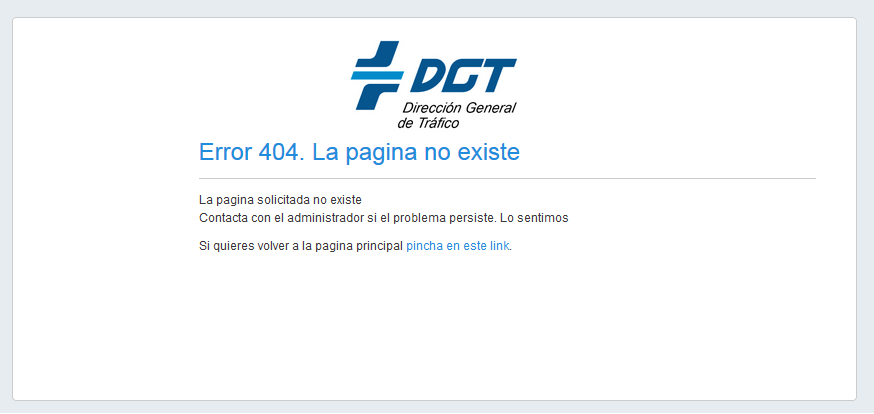 DGT
Dirección General
de Tráfico
Error 404. La pagina no existe
La pagina solicitada no existe
Contacta con el administrador si el problema persiste. Lo sentimos
Si quieres volver a la pagina principal pincha en este link.